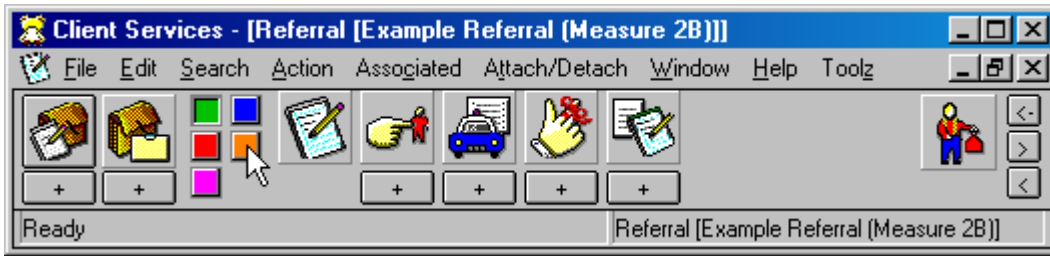 Client Services - [Referral [Example Referral (Measure 2B)]]
File Edit Search Action Associated Attach/Detach Window Help Toolz
<-
>
+ + + + + + <
Ready Referral [Example Referral (Measure 2B)]